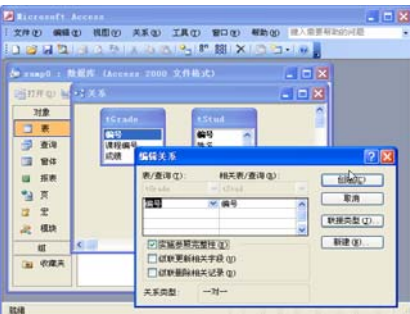 Microsoft Access
文件(F) 编辑(E) 视图(V) 关系(R) 工具(T) 窗口(W) 帮助(H) 键入需要帮助的问题
samp0 : 数据库 (Access 2000 文件格式)
打开(O)
关系
对象
表
查询
窗体
报表
页
宏
模块
组
收藏夹
tGrade
编号
课程编号
成绩
tStud
编号
编辑关系
表/查询(T): 相关表/查询(R):
tGrade tStud
编号 编号
实施参照完整性(E)
级联更新相关字段(U)
级联删除相关记录(D)
关系类型: 一对一
取消
联接类型(J)..
新建(N)..
就绪